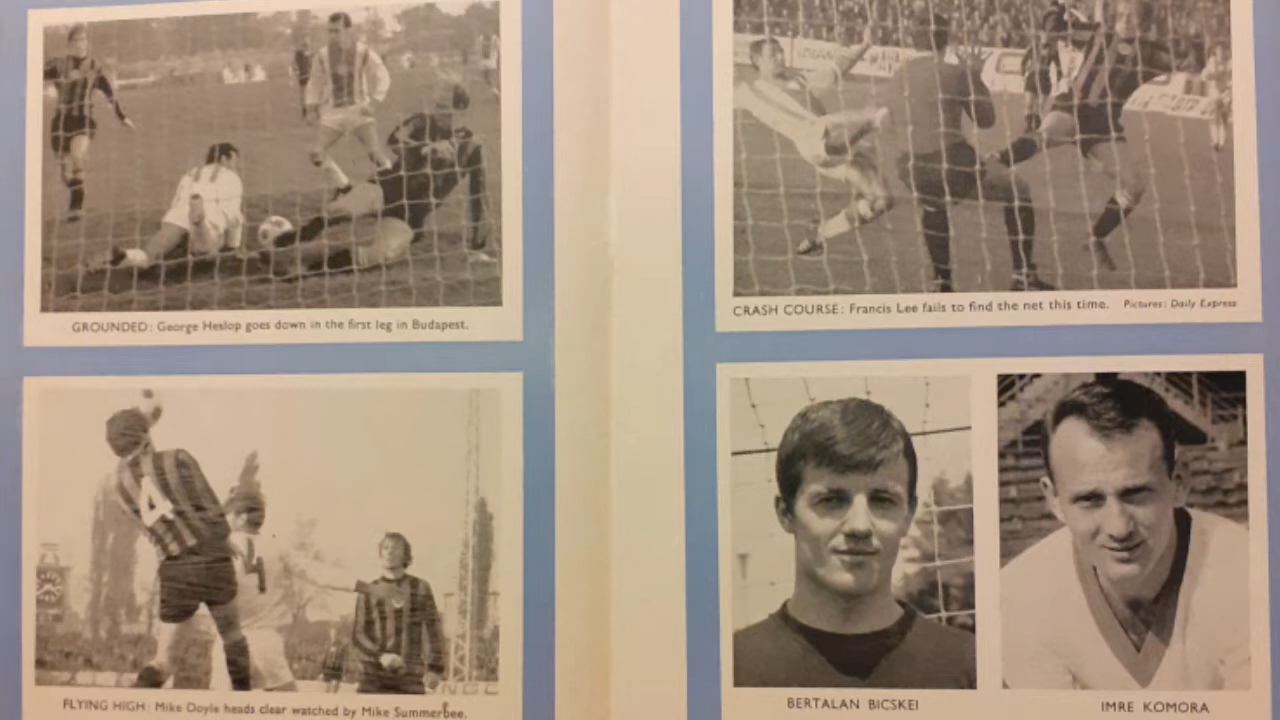 GROUNDED: George Heslop goes down in the first leg in Budapest.
CRASH COURSE: Francis Lee fails to find the net this time. Pictures: Daily Express
4
FLYING HIGH: Mike Doyle heads clear watched by Mike Summerbee.
BERTALAN BICSKEI
IMRE KOMORA